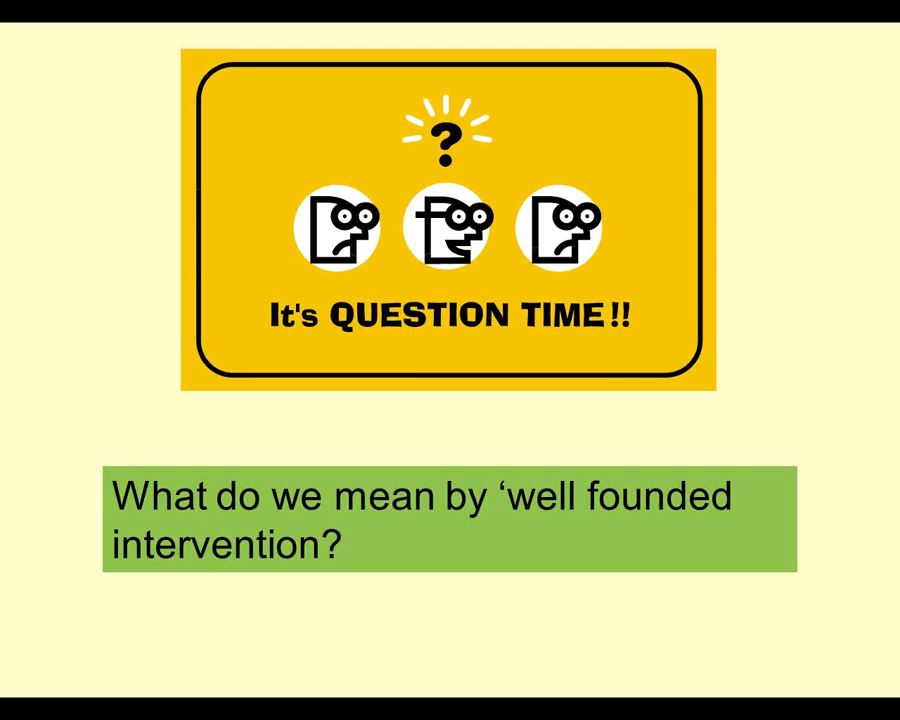 ?
It's QUESTION TIME!!
What do we mean by ‘well founded
intervention?